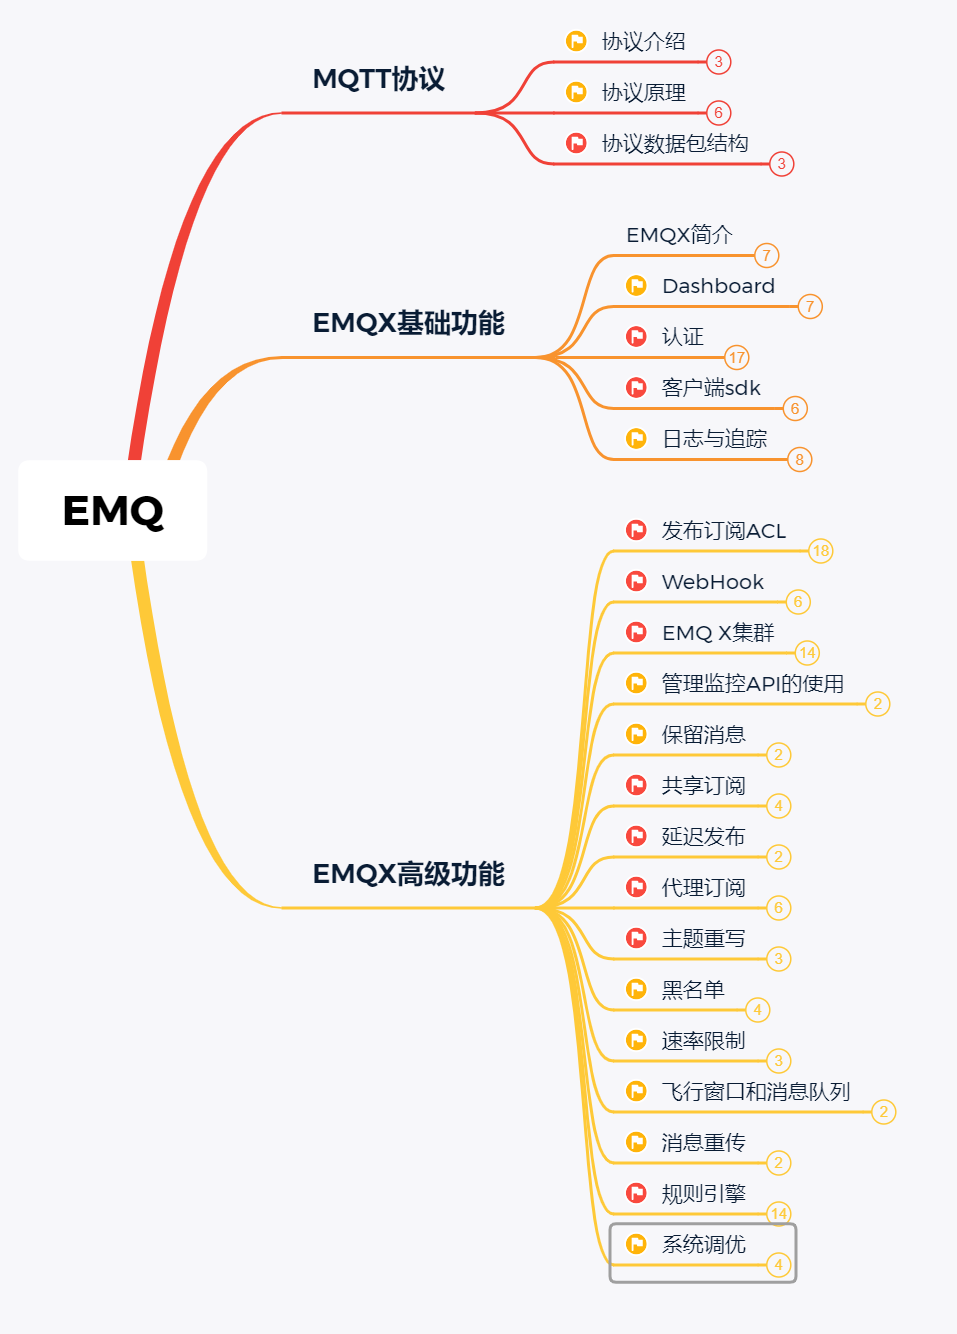 MQTT协议
协议介绍
3
协议原理
6
协议数据包结构
3
EMQX基础功能
EMQX简介
7
Dashboard
7
认证
17
客户端sdk
6
日志与追踪
8
EMQ
EMQX高级功能
发布订阅ACL
18
WebHook
6
EMQ X集群
14
管理监控API的使用
2
保留消息
2
共享订阅
4
延迟发布
2
代理订阅
6
主题重写
3
黑名单
4
速率限制
3
飞行窗口和消息队列
2
消息重传
2
规则引擎
14
系统调优
4